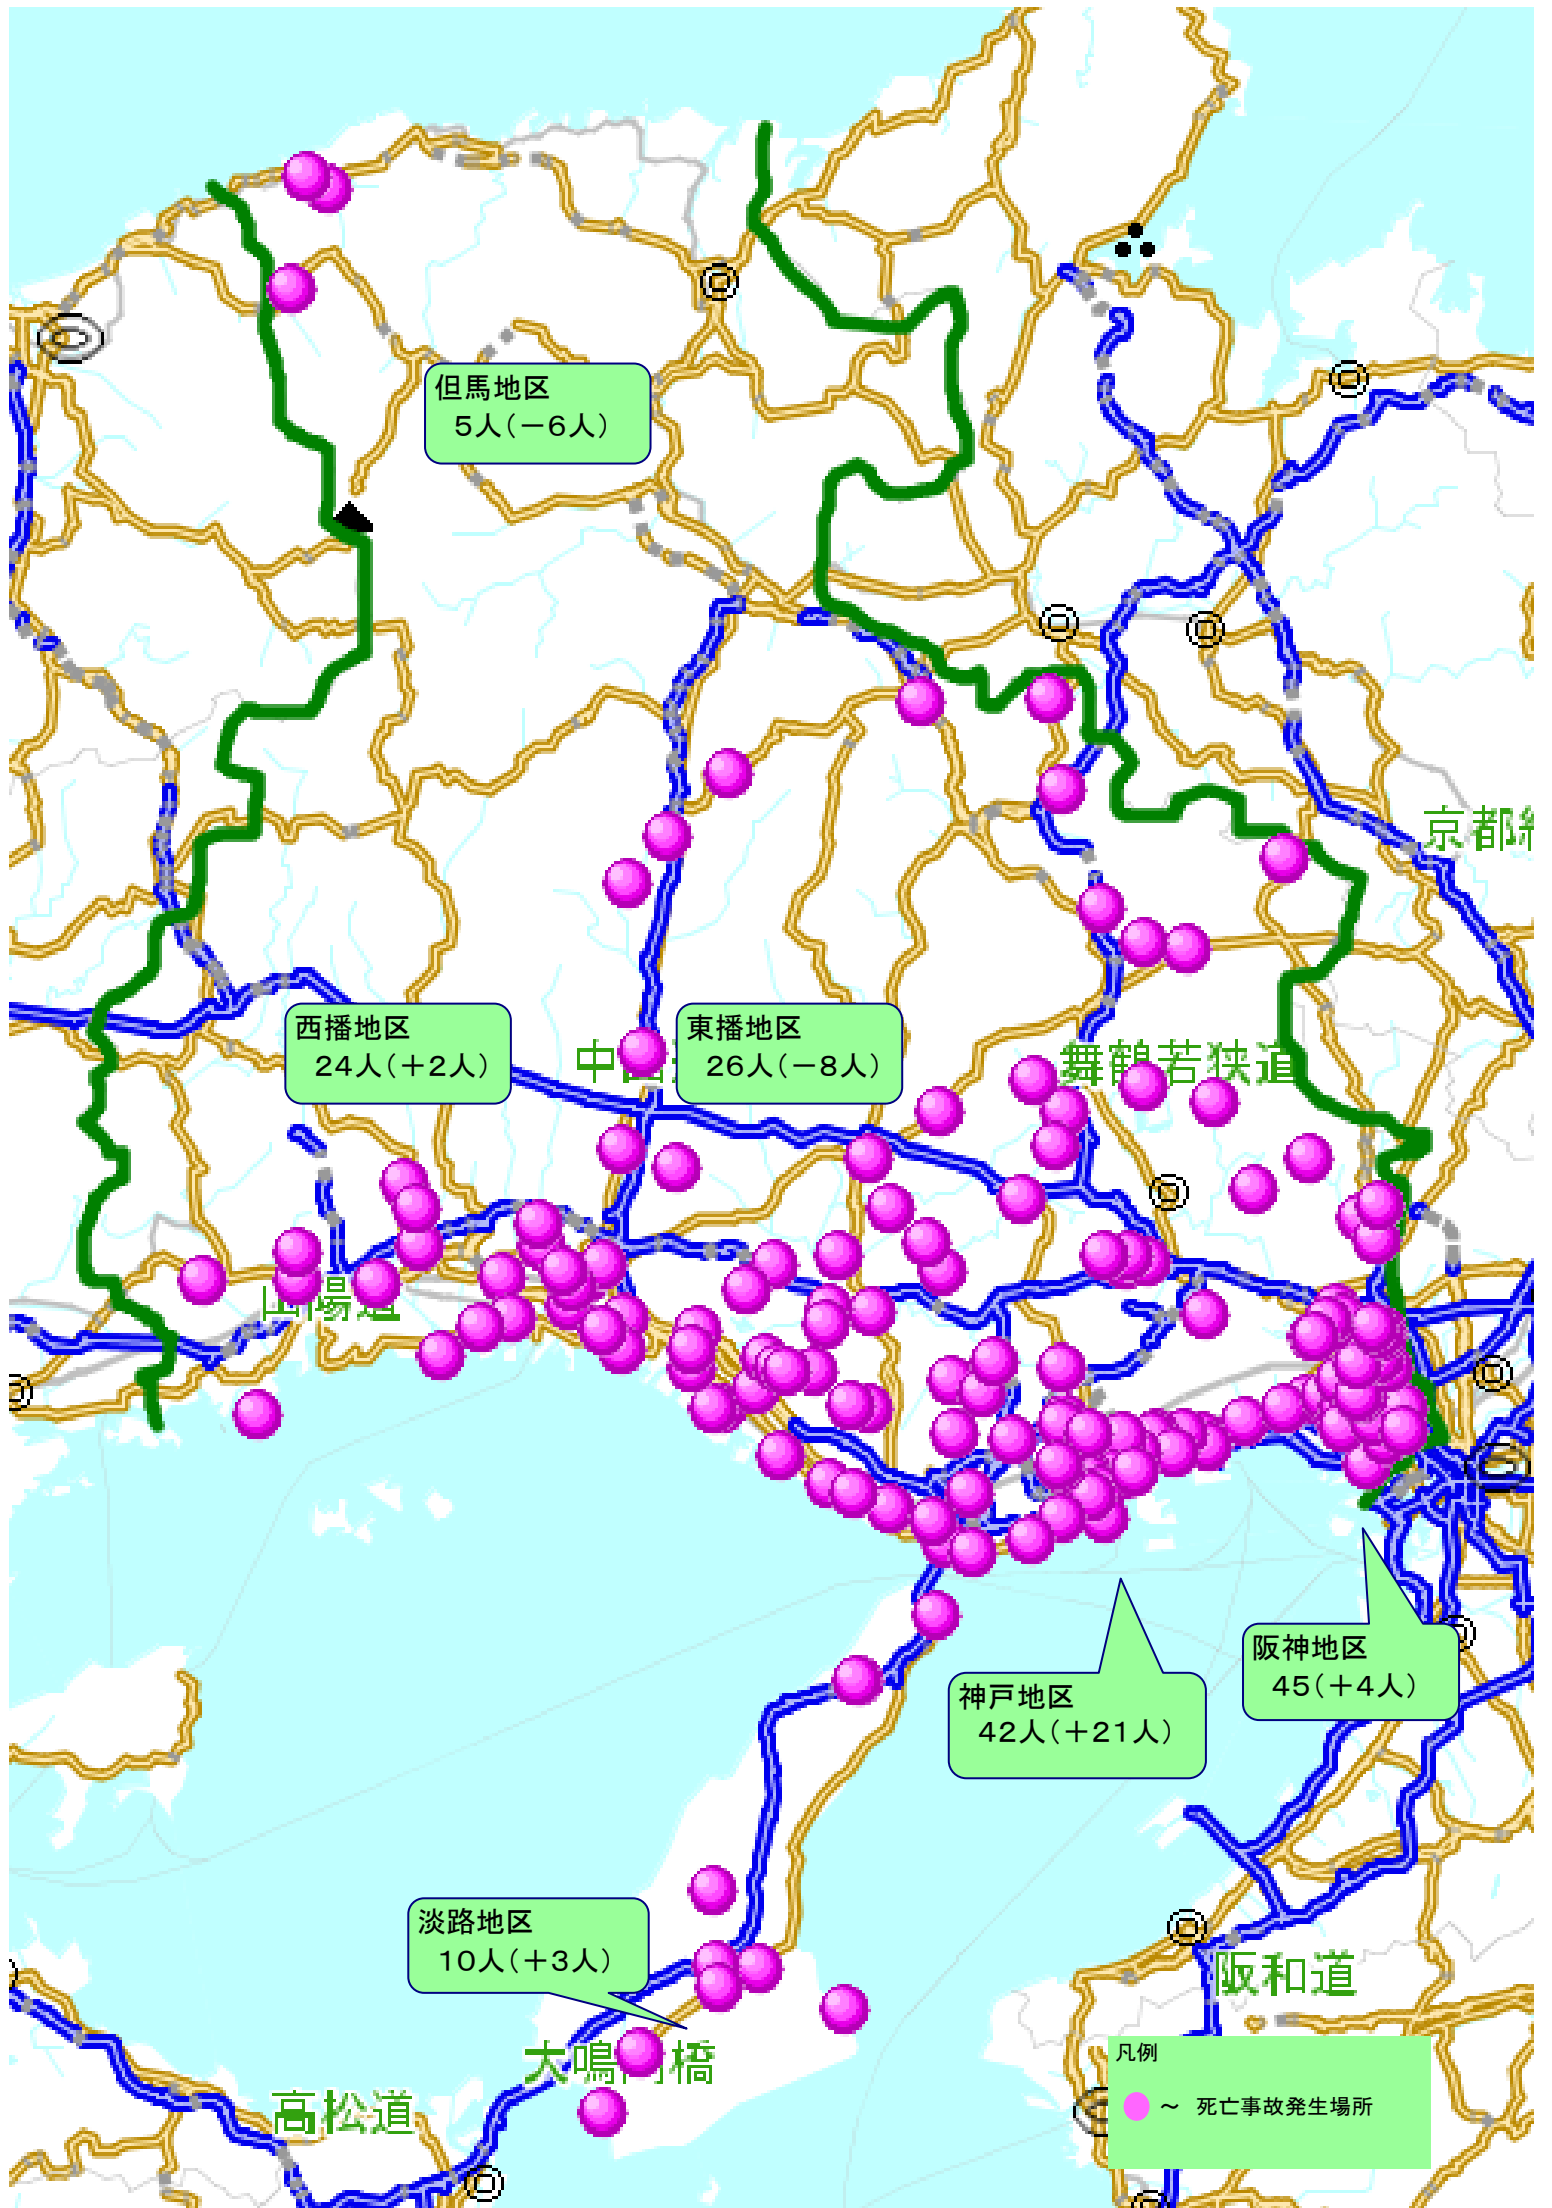 但馬地区
5人(－6人)
京都
西播地区
24人(＋2人)
東播地区
26人(－8人)
中
舞鶴若狭道
山陽道
阪神地区
45(＋4人)
神戸地区
42人(＋21人)
淡路地区
10人(＋3人)
阪和道
大鳴 橋
高松道
凡例
～ 死亡事故発生場所